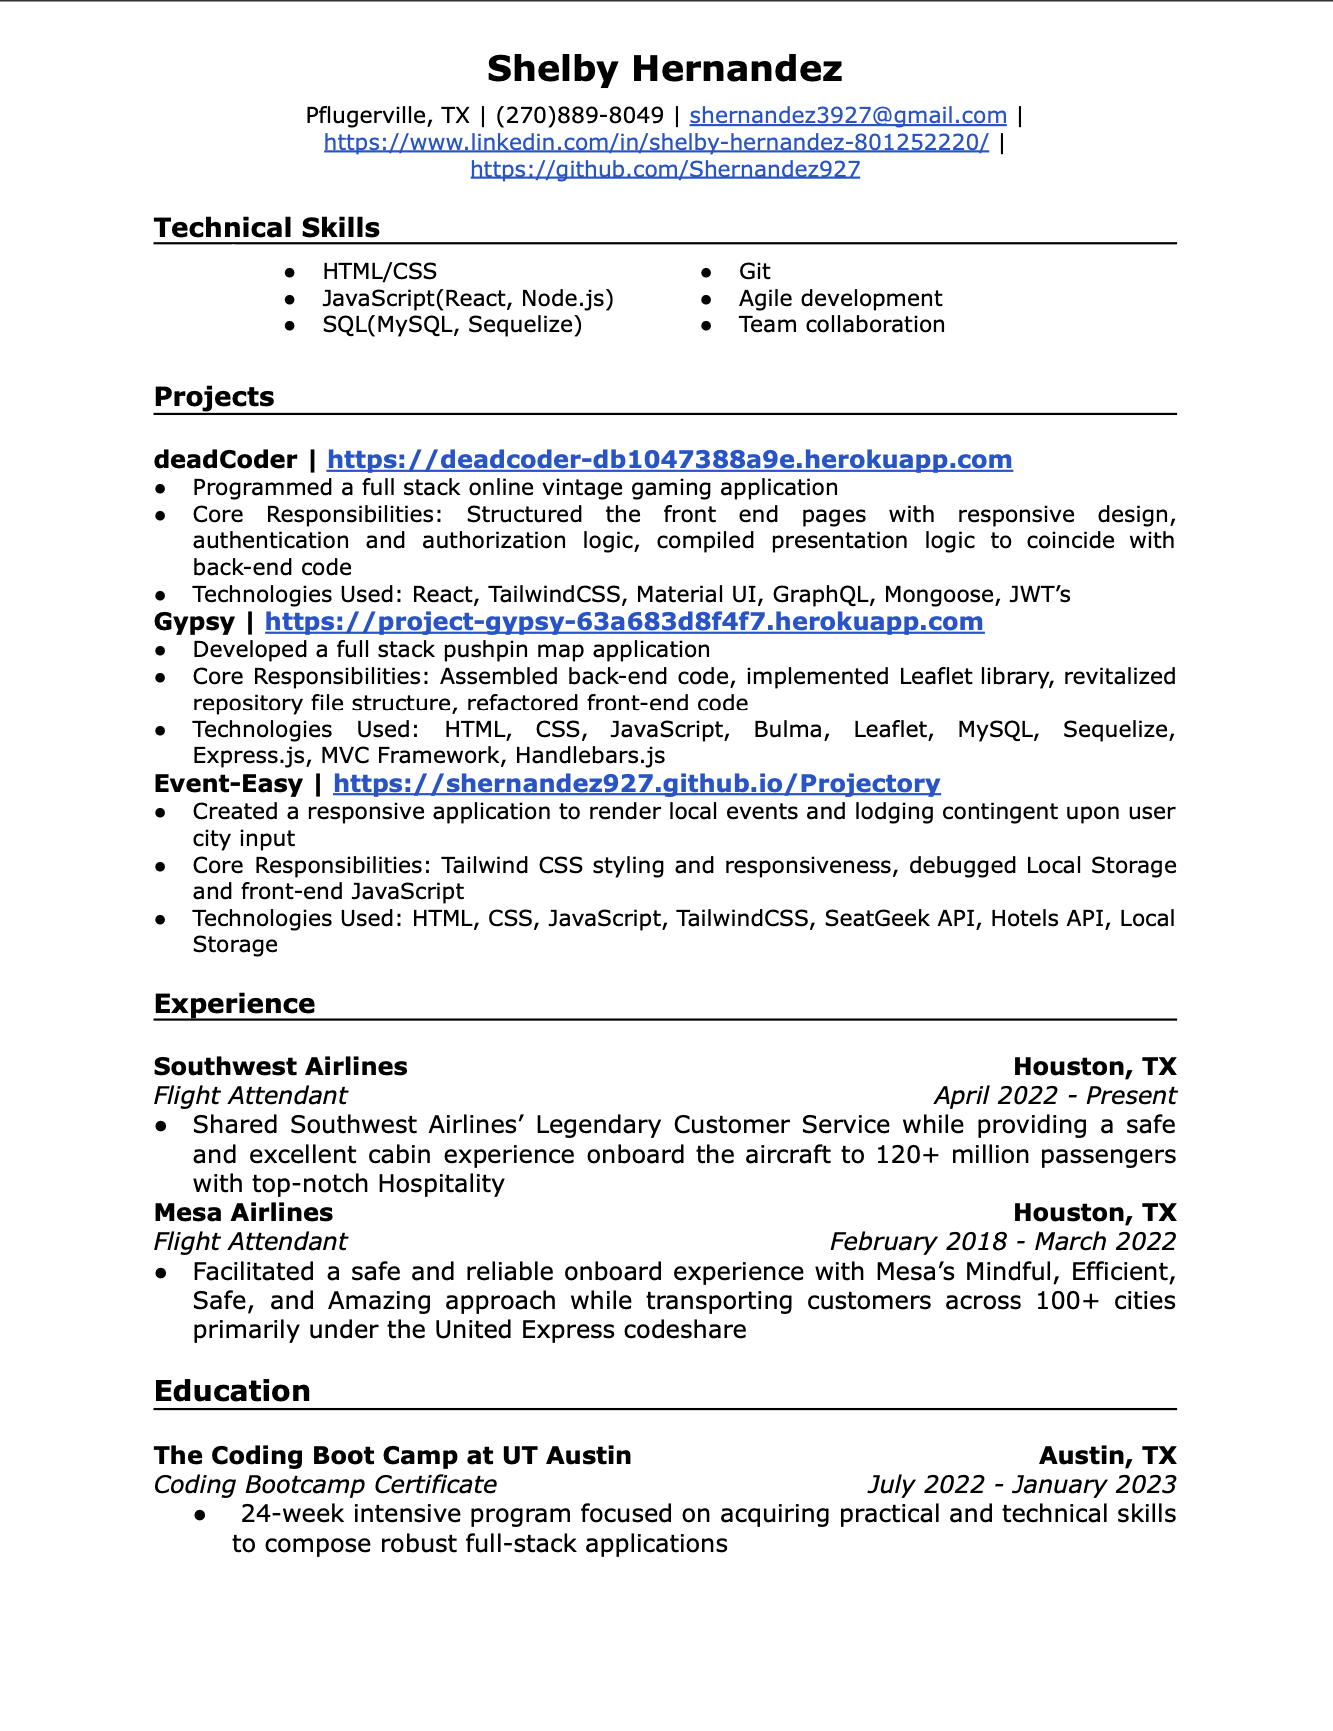 Shelby Hernandez
Pflugerville, TX | (270)889-8049 | shernandez3927@gmail.com |
https://www.linkedin.com/in/shelby-hernandez-801252220/ |
https://github.com/Shernandez927
Technical Skills
● HTML/CSS
● JavaScript(React, Node.js)
● SQL(MySQL, Sequelize)
● Git
● Agile development
● Team collaboration
Projects
deadCoder | https://deadcoder-db1047388a9e.herokuapp.com
● Programmed a full stack online vintage gaming application
● Core Responsibilities: Structured the front end pages with responsive design,
authentication and authorization logic, compiled presentation logic to coincide with
back-end code
● Technologies Used: React, TailwindCSS, Material UI, GraphQL, Mongoose, JWT’s
Gypsy | https://project-gypsy-63a683d8f4f7.herokuapp.com
● Developed a full stack pushpin map application
● Core Responsibilities: Assembled back-end code, implemented Leaflet library, revitalized
repository file structure, refactored front-end code
● Technologies Used: HTML, CSS, JavaScript, Bulma, Leaflet, MySQL, Sequelize,
Express.js, MVC Framework, Handlebars.js
Event-Easy | https://shernandez927.github.io/Projectory
● Created a responsive application to render local events and lodging contingent upon user
city input
● Core Responsibilities: Tailwind CSS styling and responsiveness, debugged Local Storage
and front-end JavaScript
● Technologies Used: HTML, CSS, JavaScript, TailwindCSS, SeatGeek API, Hotels API, Local
Storage
Experience
Southwest Airlines Houston, TX
Flight Attendant April 2022 - Present
● Shared Southwest Airlines’ Legendary Customer Service while providing a safe
and excellent cabin experience onboard the aircraft to 120+ million passengers
with top-notch Hospitality
Mesa Airlines Houston, TX
Flight Attendant February 2018 - March 2022
● Facilitated a safe and reliable onboard experience with Mesa’s Mindful, Efficient,
Safe, and Amazing approach while transporting customers across 100+ cities
primarily under the United Express codeshare
Education
The Coding Boot Camp at UT Austin Austin, TX
Coding Bootcamp Certificate July 2022 - January 2023
● 24-week intensive program focused on acquiring practical and technical skills
to compose robust full-stack applications